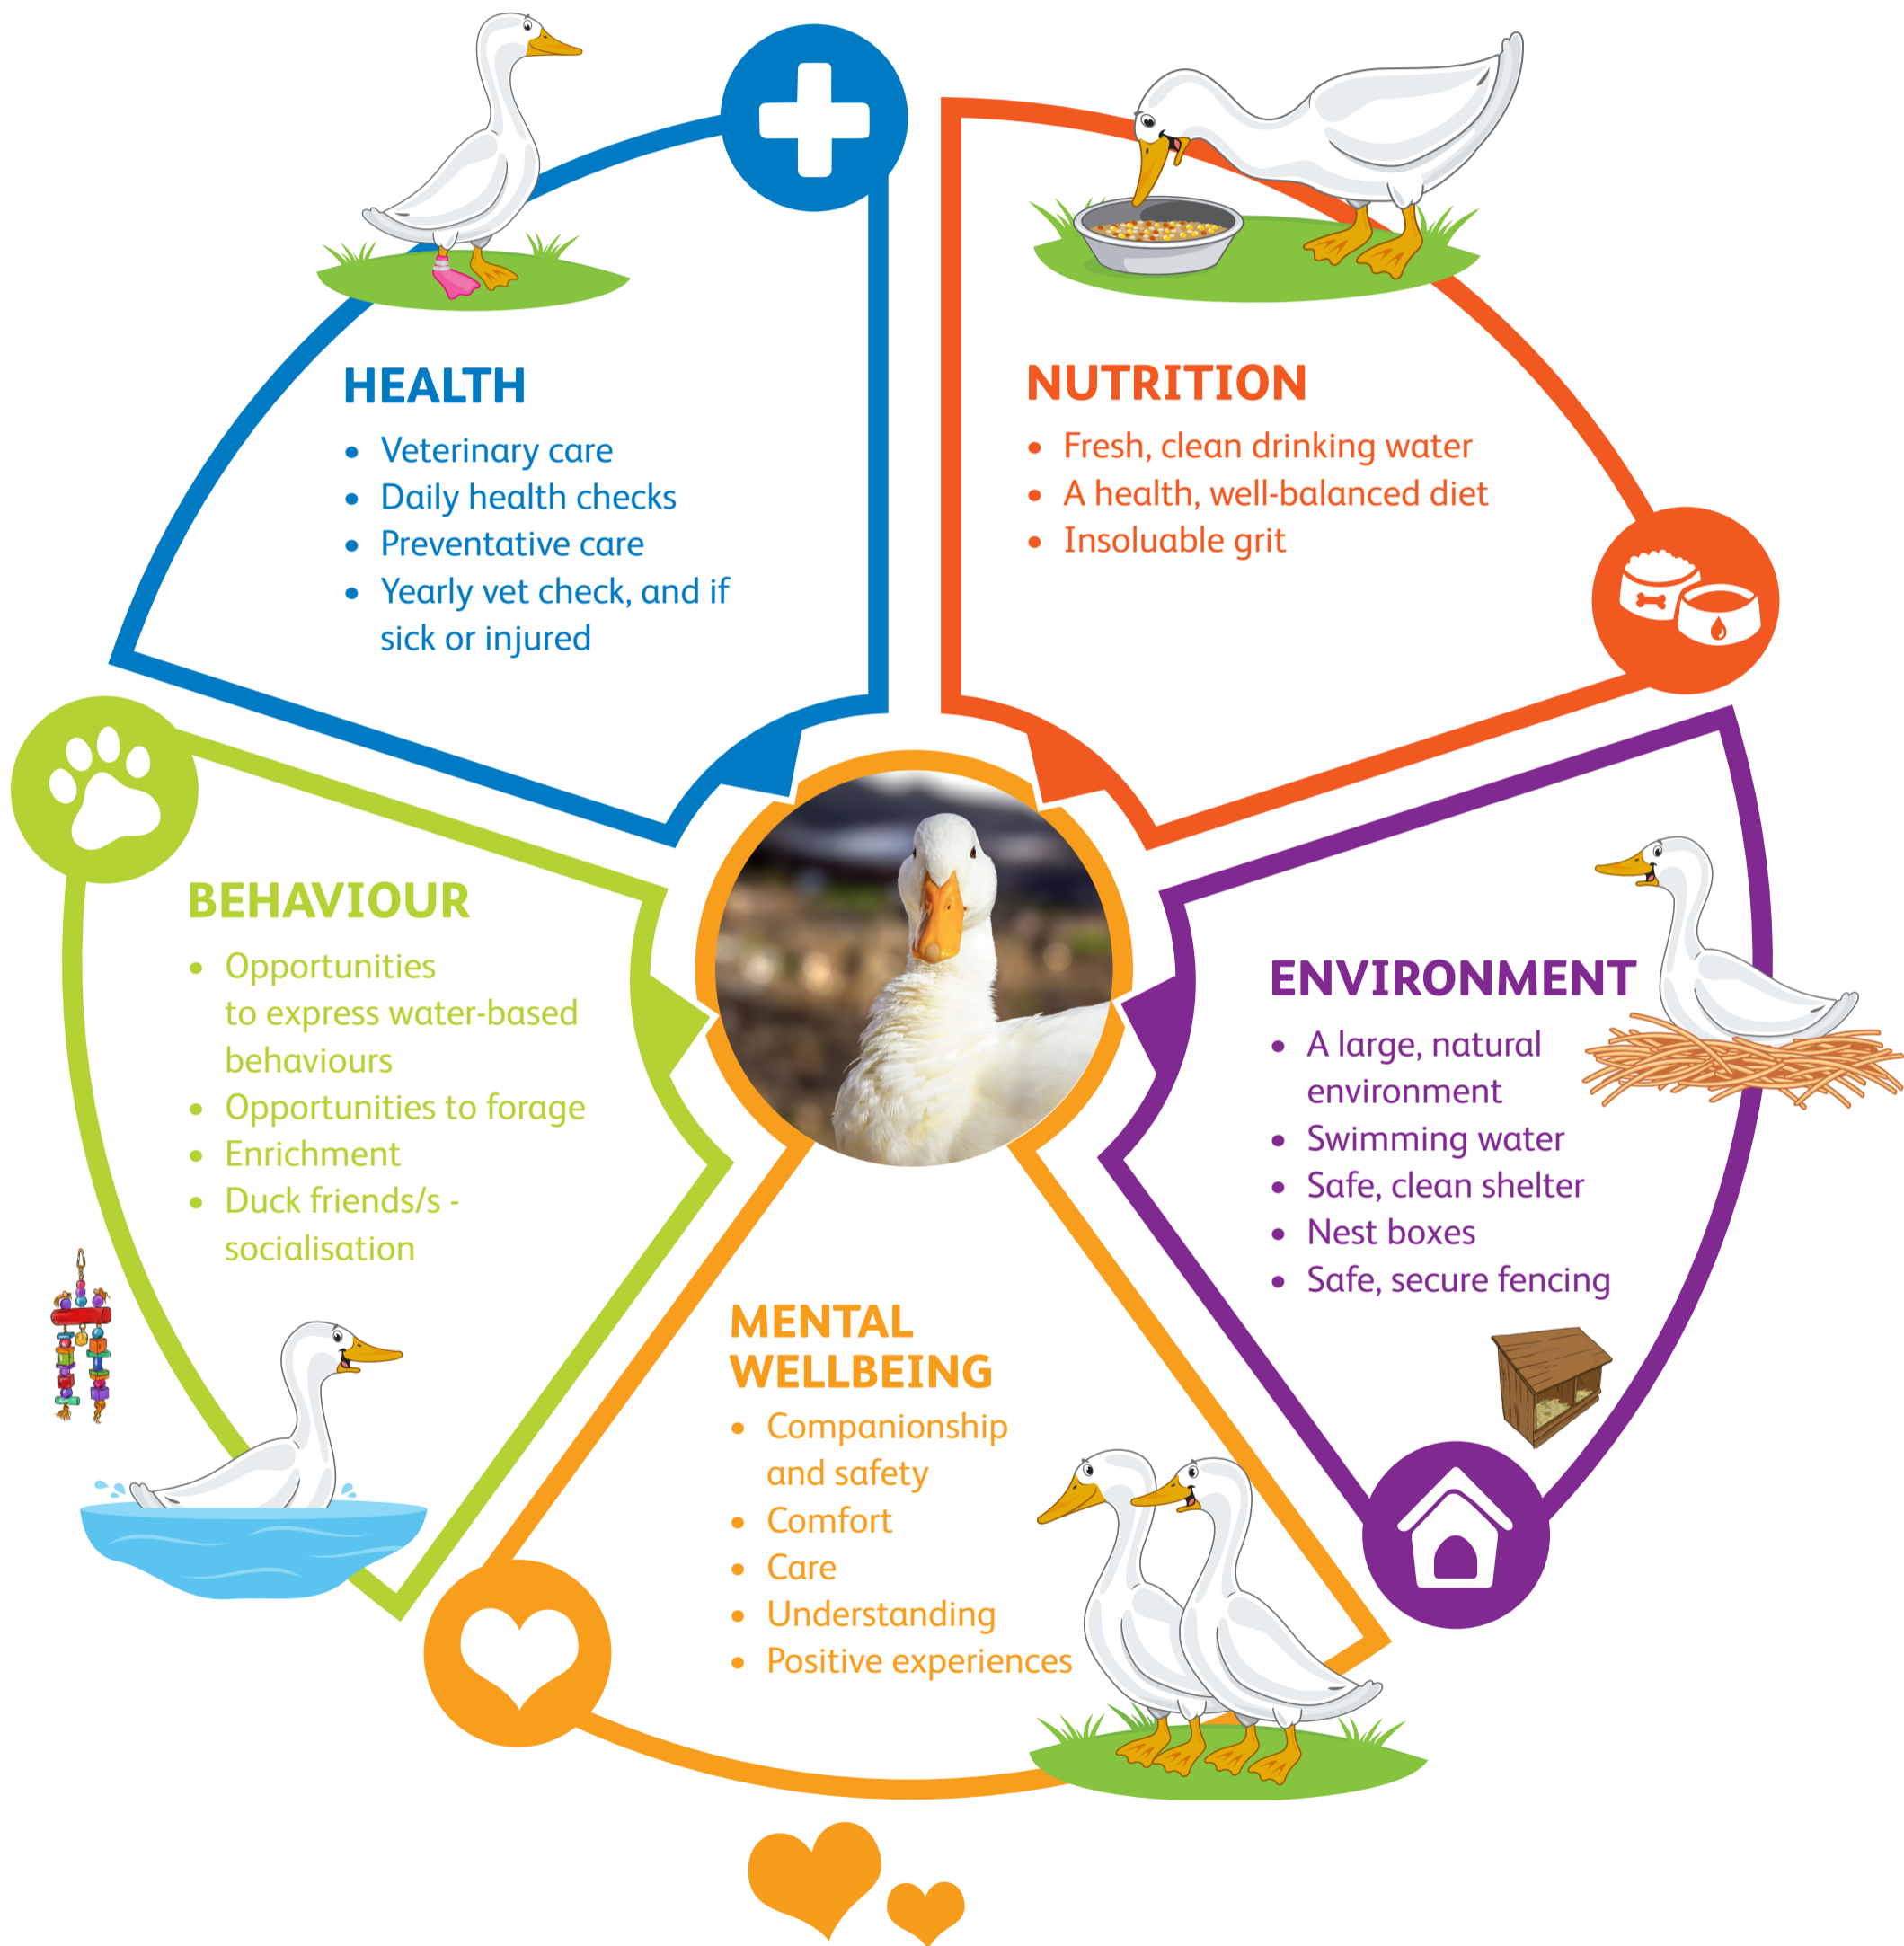 HEALTH
• Veterinary care
• Daily health checks
• Preventative care
• Yearly vet check, and if
sick or injured
NUTRITION
• Fresh, clean drinking water
• A health, well-balanced diet
• Insoluable grit
BEHAVIOUR
• Opportunities
to express water-based
behaviours
• Opportunities to forage
• Enrichment
• Duck friends/s -
socialisation
ENVIRONMENT
• A large, natural
environment
• Swimming water
• Safe, clean shelter
• Nest boxes
• Safe, secure fencing
MENTAL
WELLBEING
• Companionship
and safety
• Comfort
• Care
• Understanding
• Positive experiences